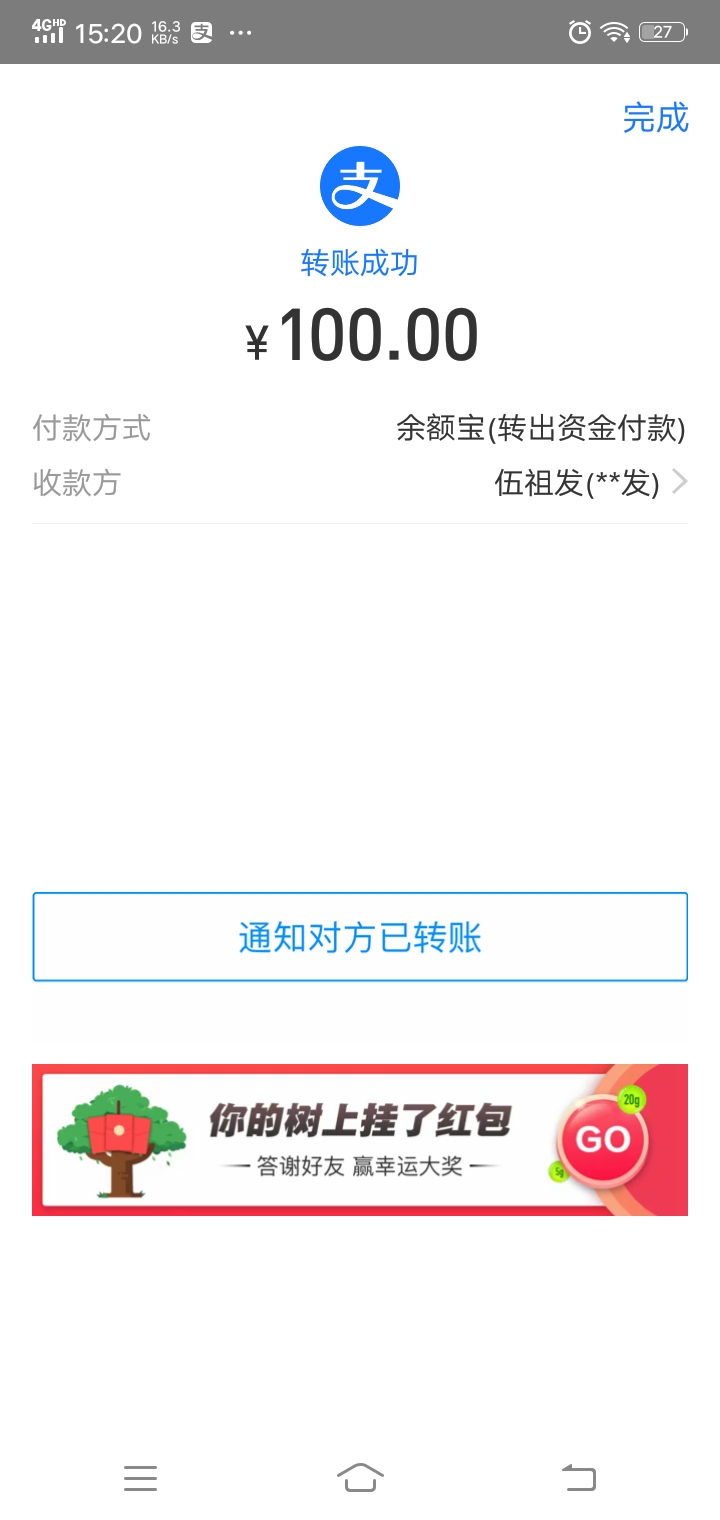 4GHD 15:20 16.3 KB/s 支 ... 27
完成
支
转账成功
¥100.00
付款方式 余额宝(转出资金付款)
收款方 伍祖发(**发)
通知对方已转账
你的树上挂了红包
答谢好友 赢幸运大奖
20g
GO
5g